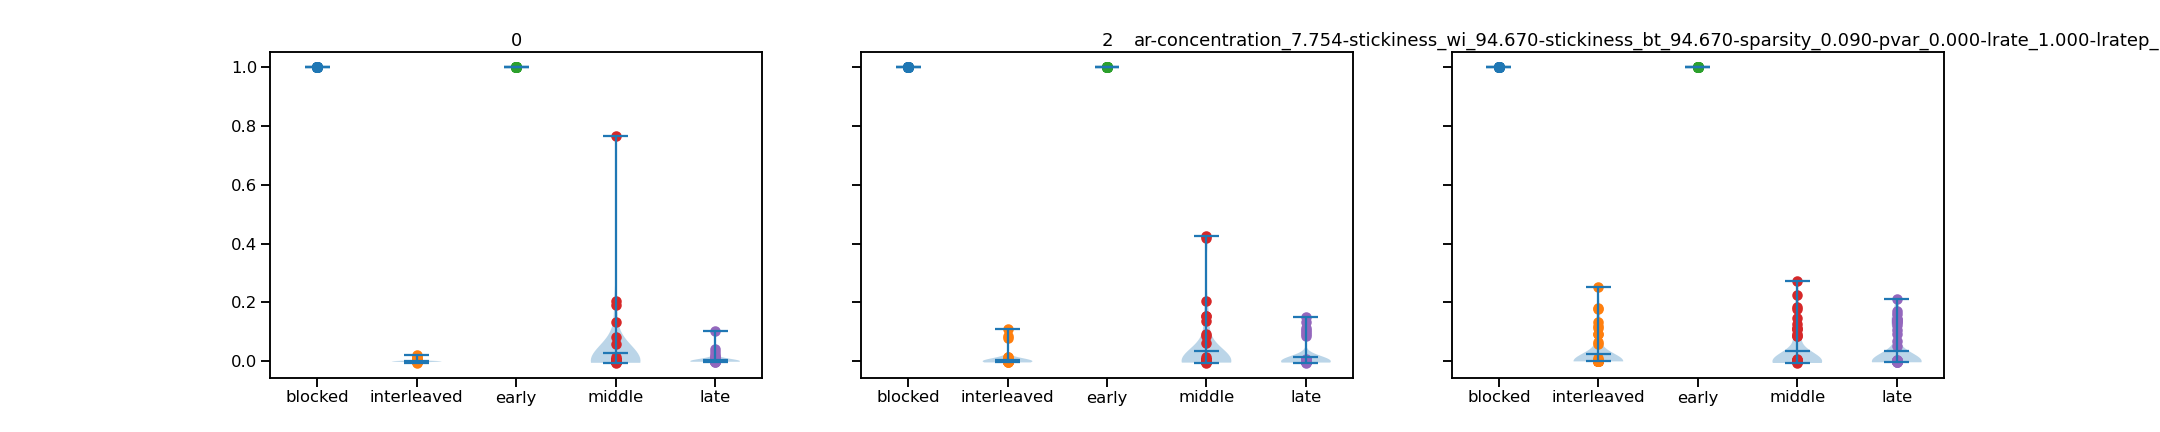 0
2 ar-concentration_7.754-stickiness_wi_94.670-stickiness_bt_94.670-sparsity_0.090-pvar_0.000-lrate_1.000-lratep_
1.0
0.8
0.6
0.4
0.2
0.0
blocked interleaved early middle late
blocked interleaved early middle late
blocked interleaved early middle late